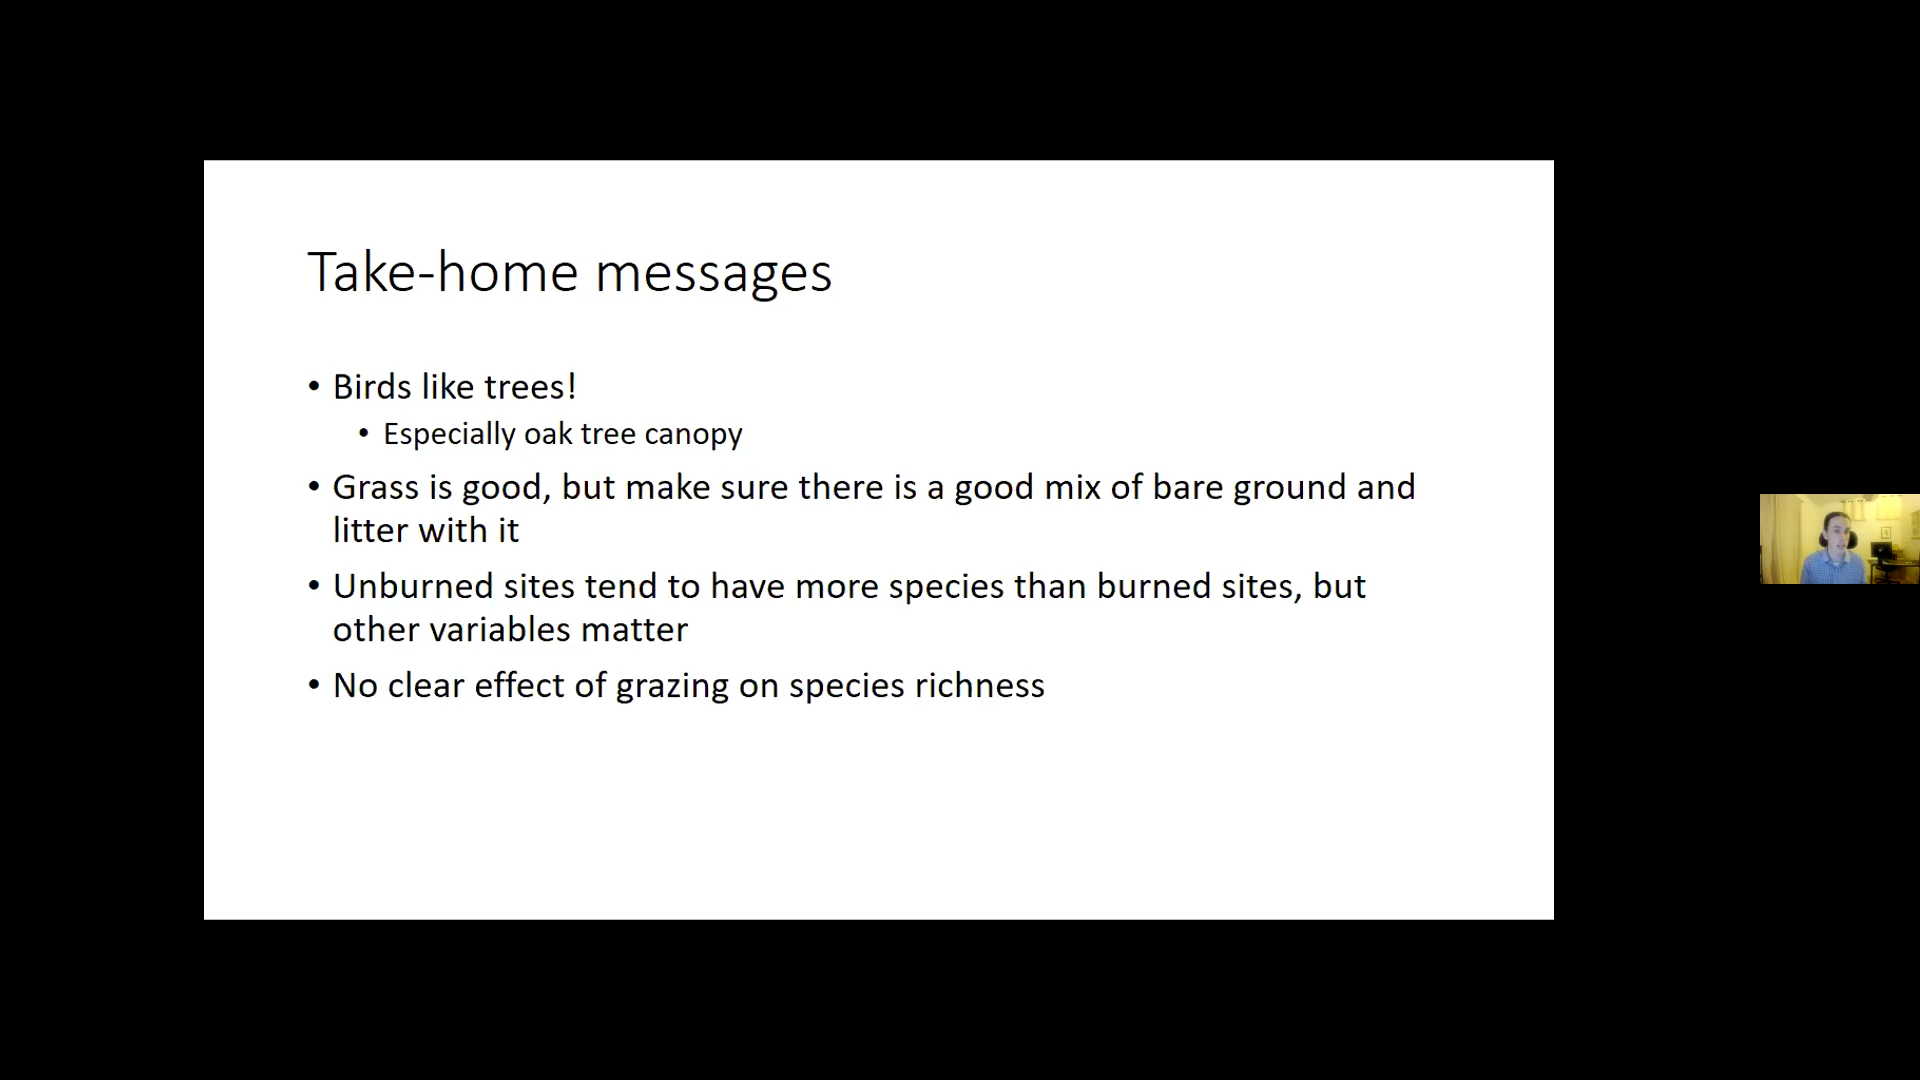 Take-home messages
• Birds like trees!
• Especially oak tree canopy
• Grass is good, but make sure there is a good mix of bare ground and
litter with it
• Unburned sites tend to have more species than burned sites, but
other variables matter
• No clear effect of grazing on species richness